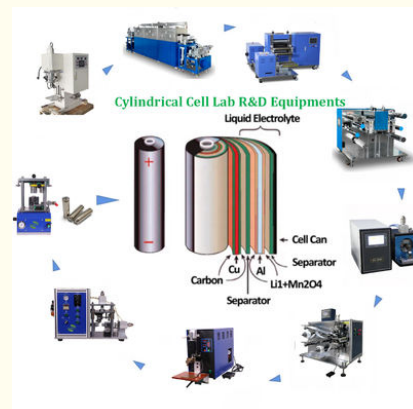 Cylindrical Cell Lab R&D Equipments
Liquid Electrolyte
+
−
Cell Can
Separator
Carbon
Cu
Al
Li1+Mn2O4
Separator